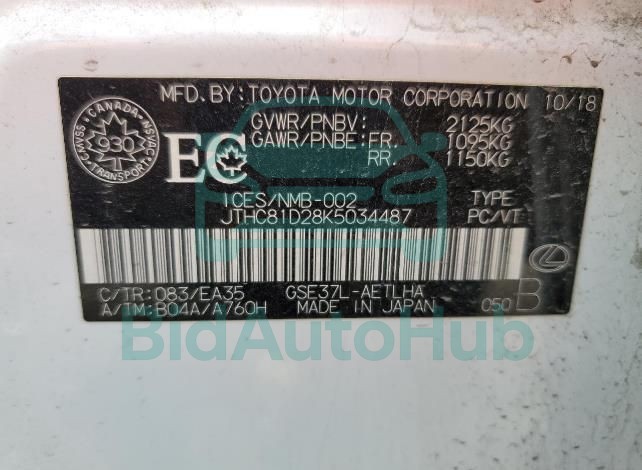 MFD.BY:TOYOTA MOTOR CORPORATION 10/18
GVWR/PNBV: 2125KG
GAWR/PNBE:FR. 1095KG
RR. 1150KG
CANADA
930
CMVSS NSVAC
TRANSPORT
EC
ICES/NMB-002 TYPE
JTHC81D28K5034487 PC/VT
C/TR:083/EA35 GSE37L-AETLHA
A/TM:B04A/A760H MADE IN JAPAN 050 B
BidAutoHub